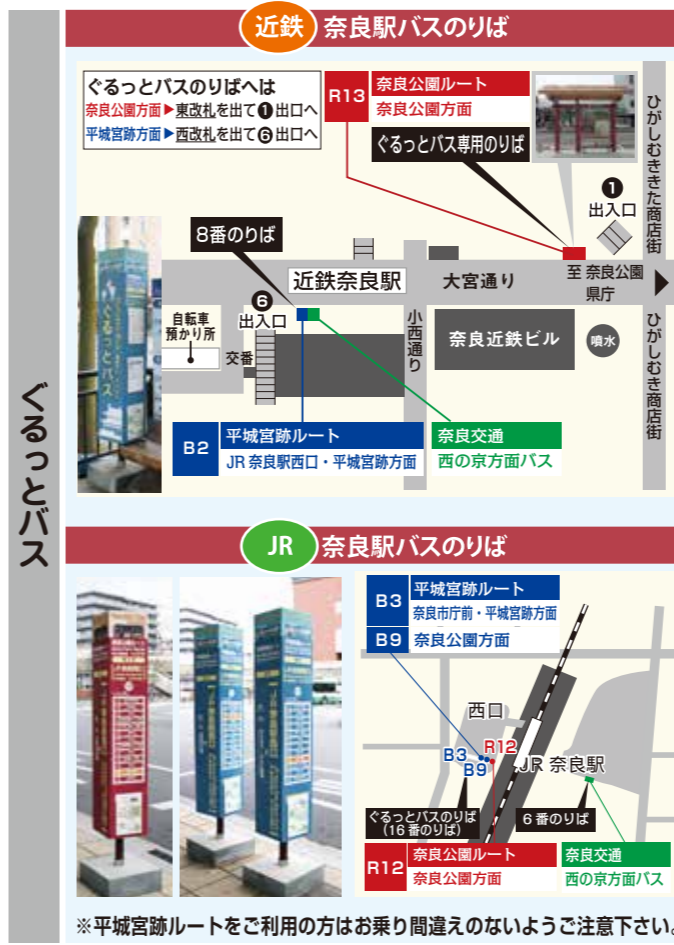 ぐるっとバス
近鉄 奈良駅バスのりば
ぐるっとバスのりばへは
奈良公園方面▶東改札を出て❶出口へ
平城宮跡方面▶西改札を出て❻出口へ
R13 奈良公園ルート
奈良公園方面
ぐるっとバス専用のりば
ひがしむききた商店街
❶
出入口
8番のりば
近鉄奈良駅
大宮通り
至 奈良公園
県庁
❻
出入口
自転車
預かり所
交番
小西通り
奈良近鉄ビル
噴水
ひがしむき商店街
ぐるっとバス
B2 平城宮跡ルート
JR 奈良駅西口・平城宮跡方面
奈良交通
西の京方面バス
JR 奈良駅バスのりば
B3 平城宮跡ルート
奈良市庁前・平城宮跡方面
B9 奈良公園方面
西口
B3
B9
R12
JR 奈良駅
ぐるっとバスのりば
(16番のりば)
6番のりば
R12 奈良公園ルート
奈良公園方面
奈良交通
西の京方面バス
※平城宮跡ルートをご利用の方はお乗り間違えのないようご注意下さい。